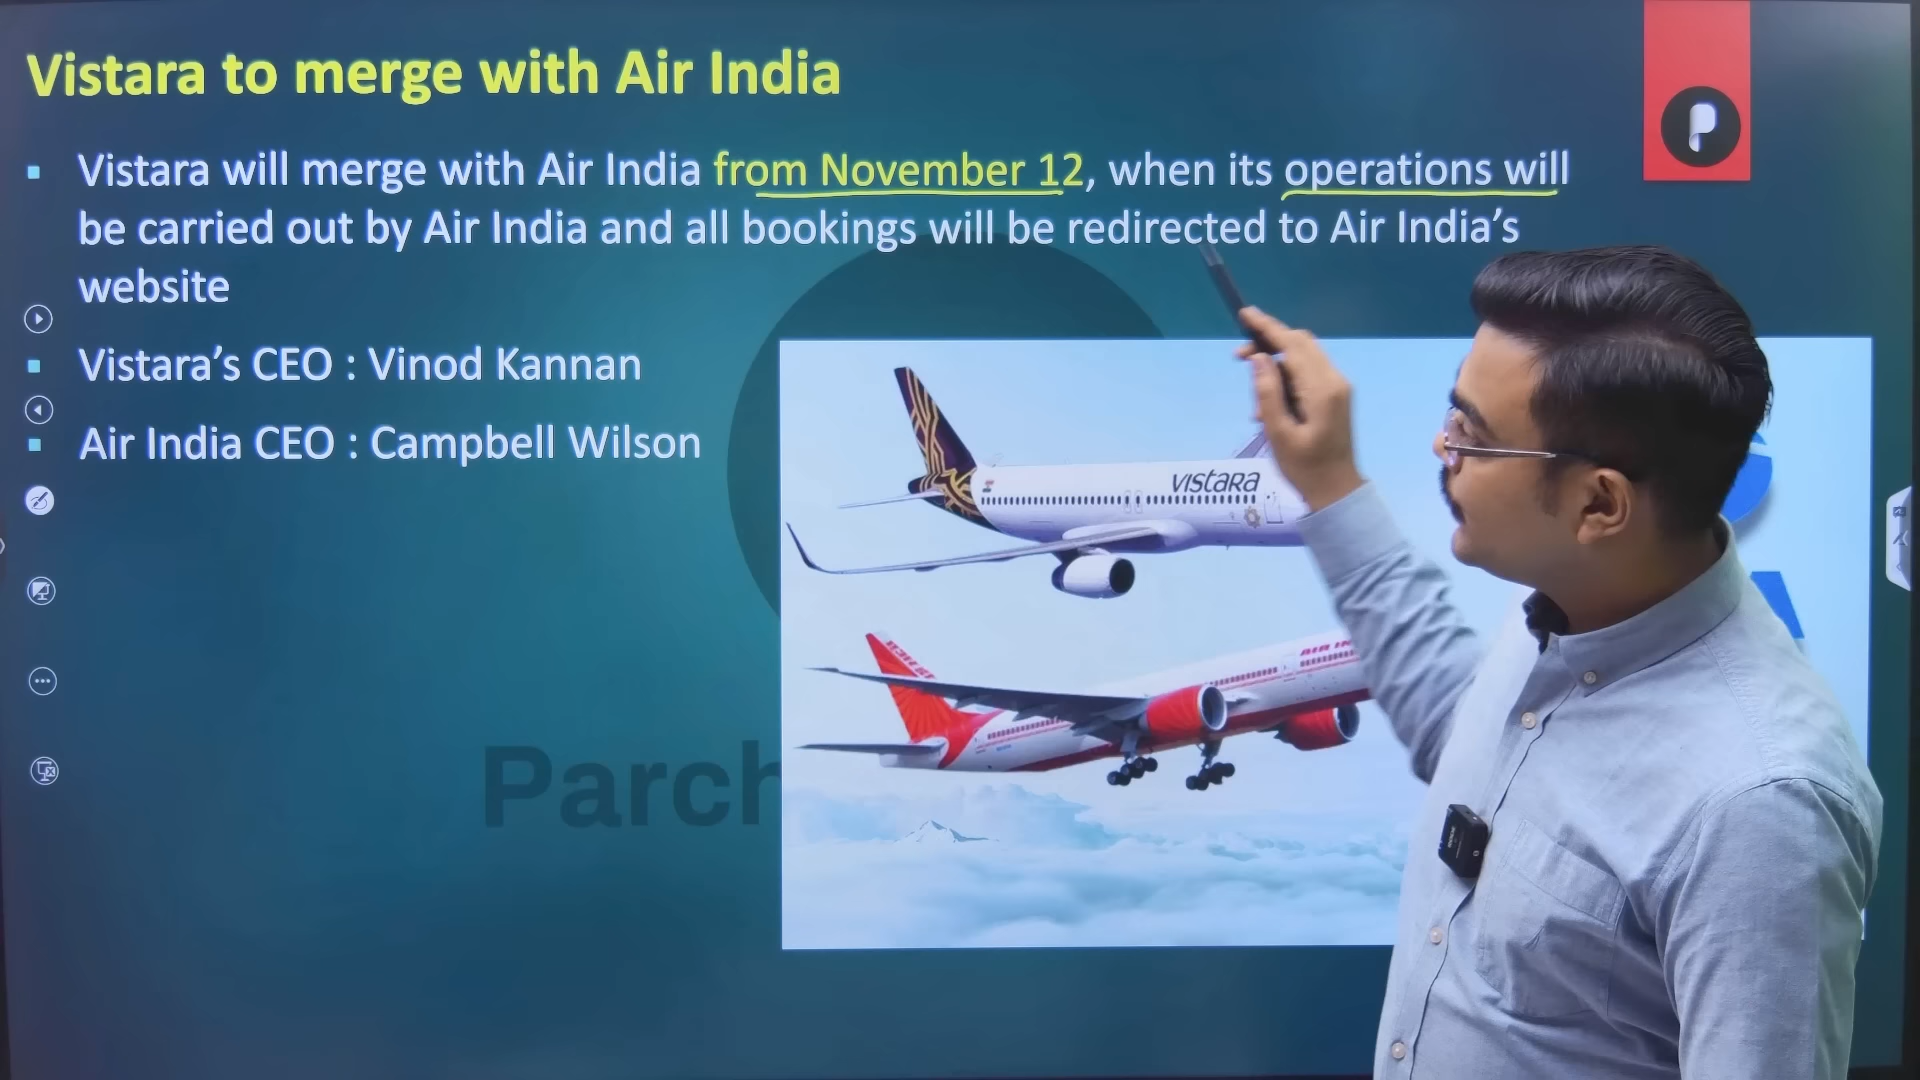 Vistara to merge with Air India
Vistara will merge with Air India from November 12, when its operations will
be carried out by Air India and all bookings will be redirected to Air India's
website
Vistara's CEO : Vinod Kannan
Air India CEO : Campbell Wilson
VISTARA
AIR IN
Parch